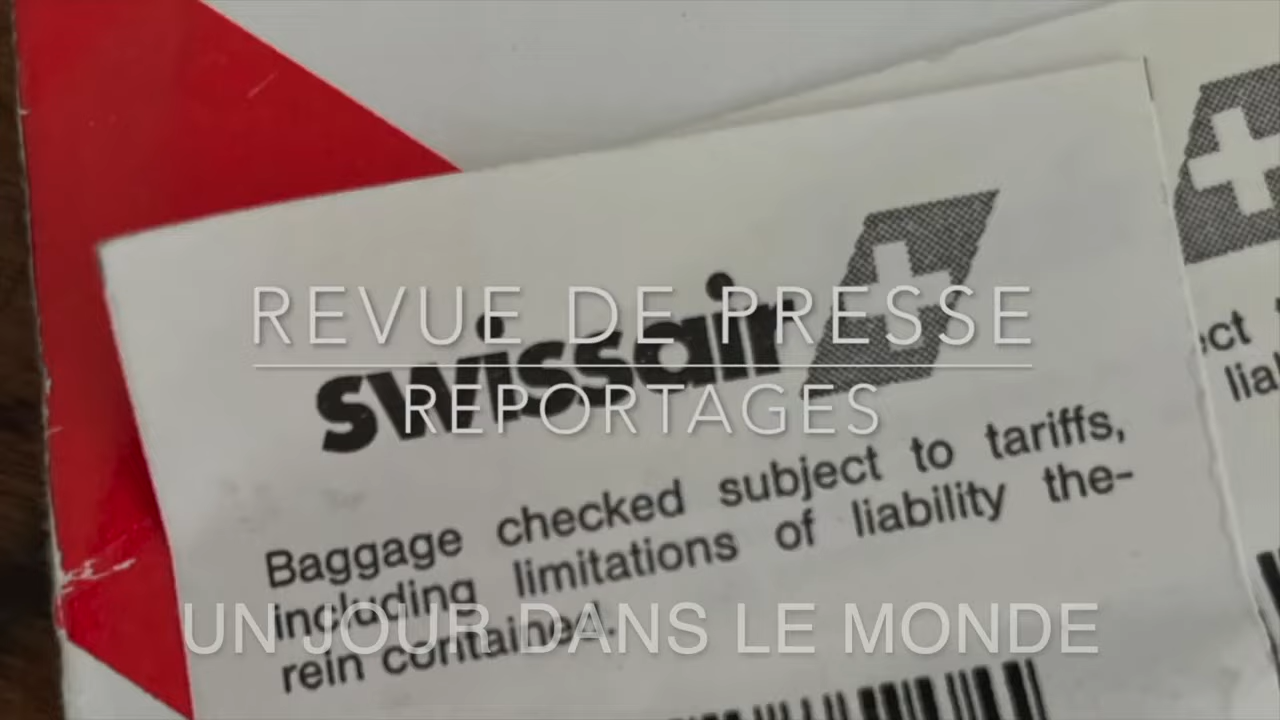 REVUE DE PRESSE
swissair
REPORTAGES
Baggage checked subject to tariffs,
including limitations of liability the-
rein contained.
UN JOUR DANS LE MONDE
ct
lia